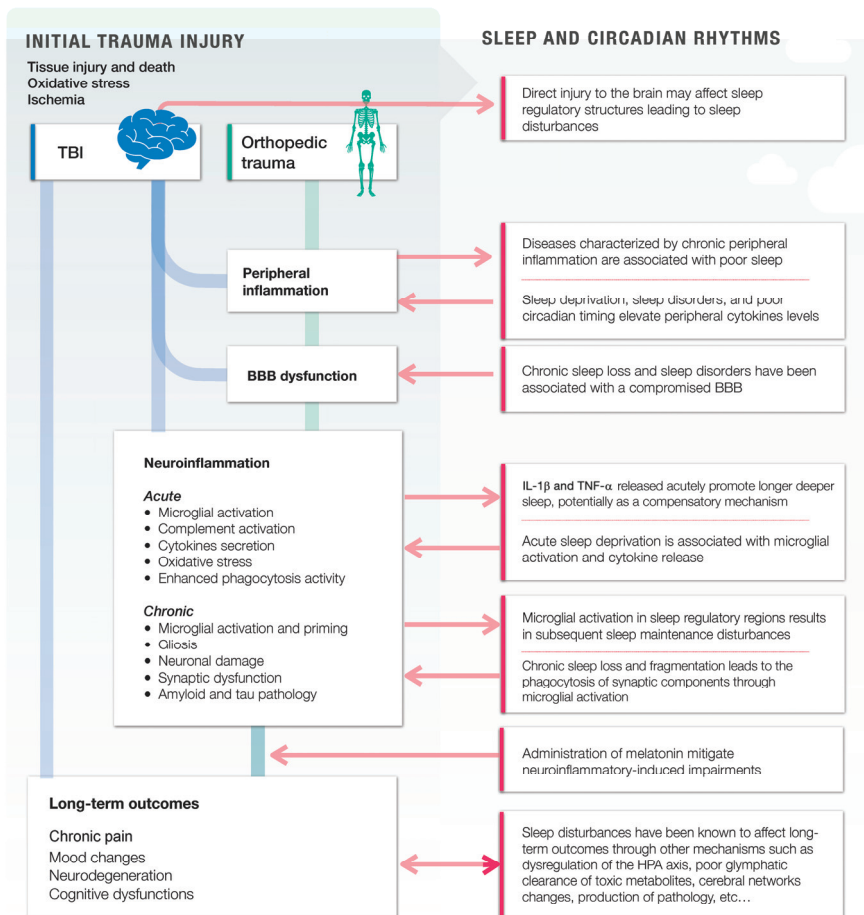 INITIAL TRAUMA INJURY
Tissue injury and death
Oxidative stress
Ischemia
TBI
Orthopedic
trauma
Peripheral
inflammation
BBB dysfunction
Neuroinflammation
Acute
• Microglial activation
• Complement activation
• Cytokines secretion
• Oxidative stress
• Enhanced phagocytosis activity
Chronic
• Microglial activation and priming
• Gliosis
• Neuronal damage
• Synaptic dysfunction
• Amyloid and tau pathology
Long-term outcomes
Chronic pain
Mood changes
Neurodegeneration
Cognitive dysfunctions
SLEEP AND CIRCADIAN RHYTHMS
Direct injury to the brain may affect sleep
regulatory structures leading to sleep
disturbances
Diseases characterized by chronic peripheral
inflammation are associated with poor sleep
Sleep deprivation, sleep disorders, and poor
circadian timing elevate peripheral cytokines levels
Chronic sleep loss and sleep disorders have been
associated with a compromised BBB
IL-1β and TNF-α released acutely promote longer deeper
sleep, potentially as a compensatory mechanism
Acute sleep deprivation is associated with microglial
activation and cytokine release
Microglial activation in sleep regulatory regions results
in subsequent sleep maintenance disturbances
Chronic sleep loss and fragmentation leads to the
phagocytosis of synaptic components through
microglial activation
Administration of melatonin mitigate
neuroinflammatory-induced impairments
Sleep disturbances have been known to affect long-
term outcomes through other mechanisms such as
dysregulation of the HPA axis, poor glymphatic
clearance of toxic metabolites, cerebral networks
changes, production of pathology, etc…